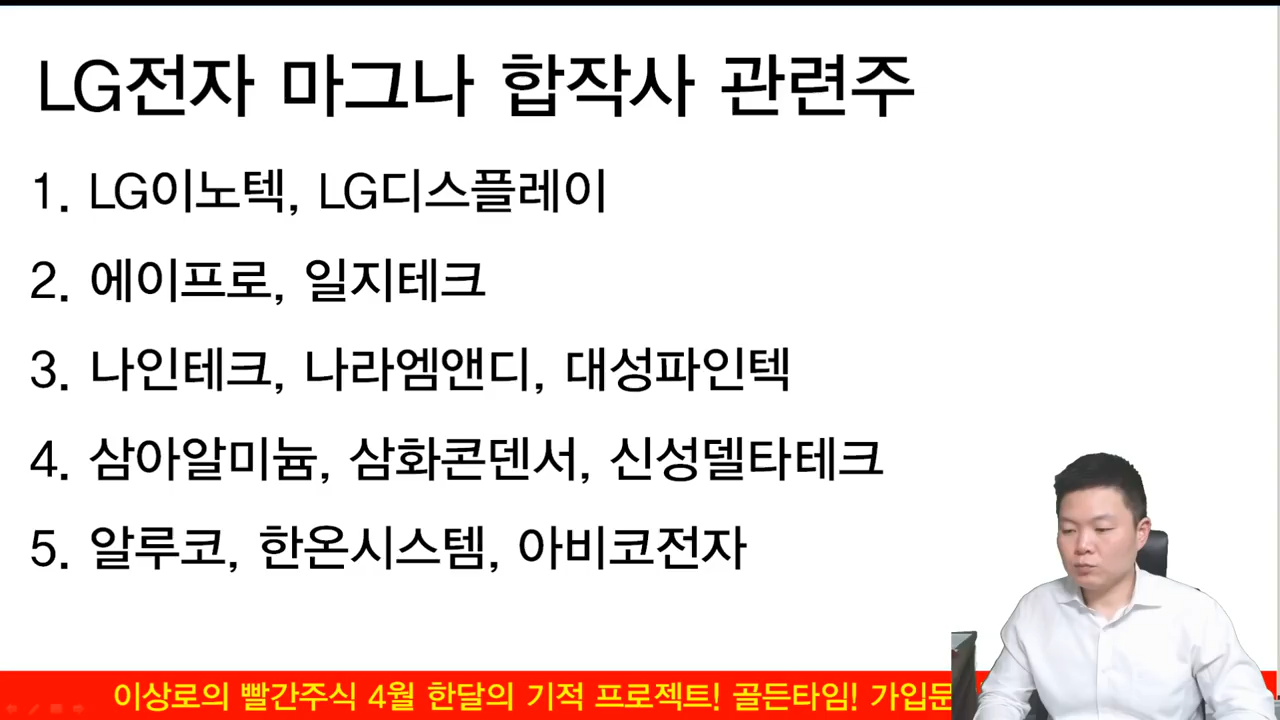 LG전자 마그나 합작사 관련주
1. LG이노텍, LG디스플레이
2. 에이프로, 일지테크
3. 나인테크, 나라엠앤디, 대성파인텍
4. 삼아알미늄, 삼화콘덴서, 신성델타테크
5. 알루코, 한온시스템, 아비코전자
이상로의 빨간주식 4월 한달의 기적 프로젝트! 골든타임!